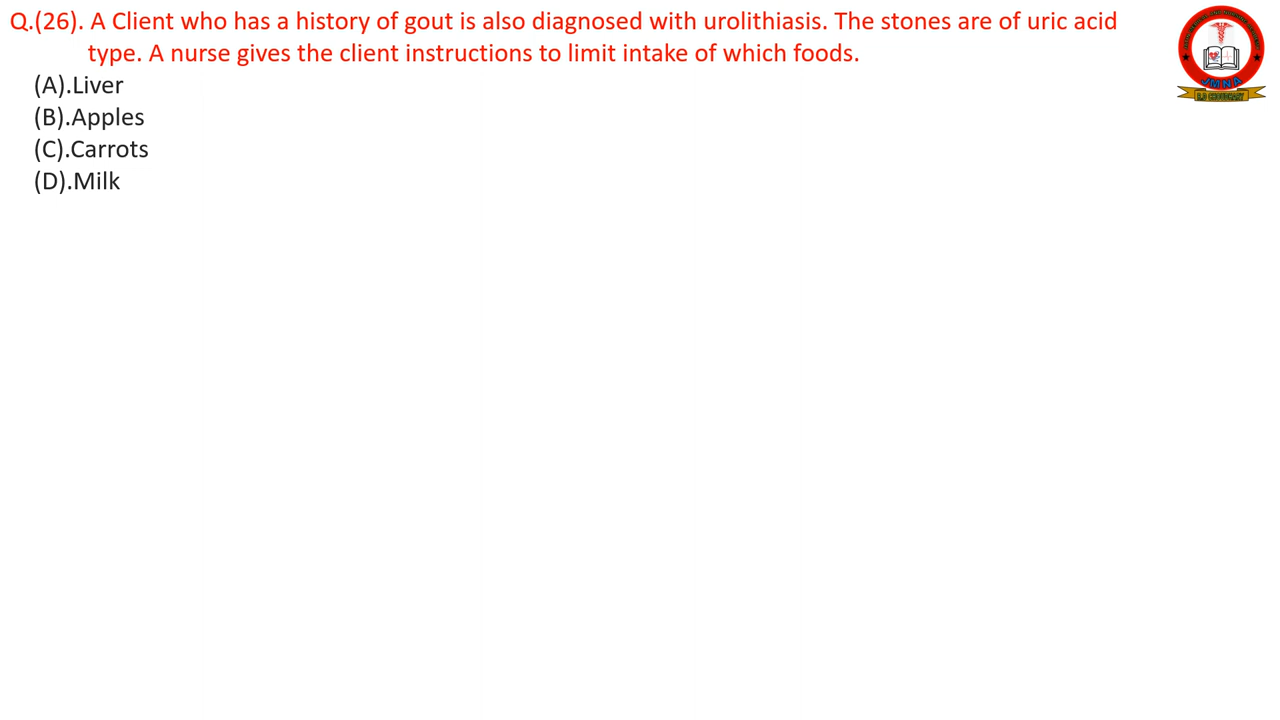 Q.(26). A Client who has a history of gout is also diagnosed with urolithiasis. The stones are of uric acid
type. A nurse gives the client instructions to limit intake of which foods.
(A).Liver
(B).Apples
(C).Carrots
(D).Milk
JMNA